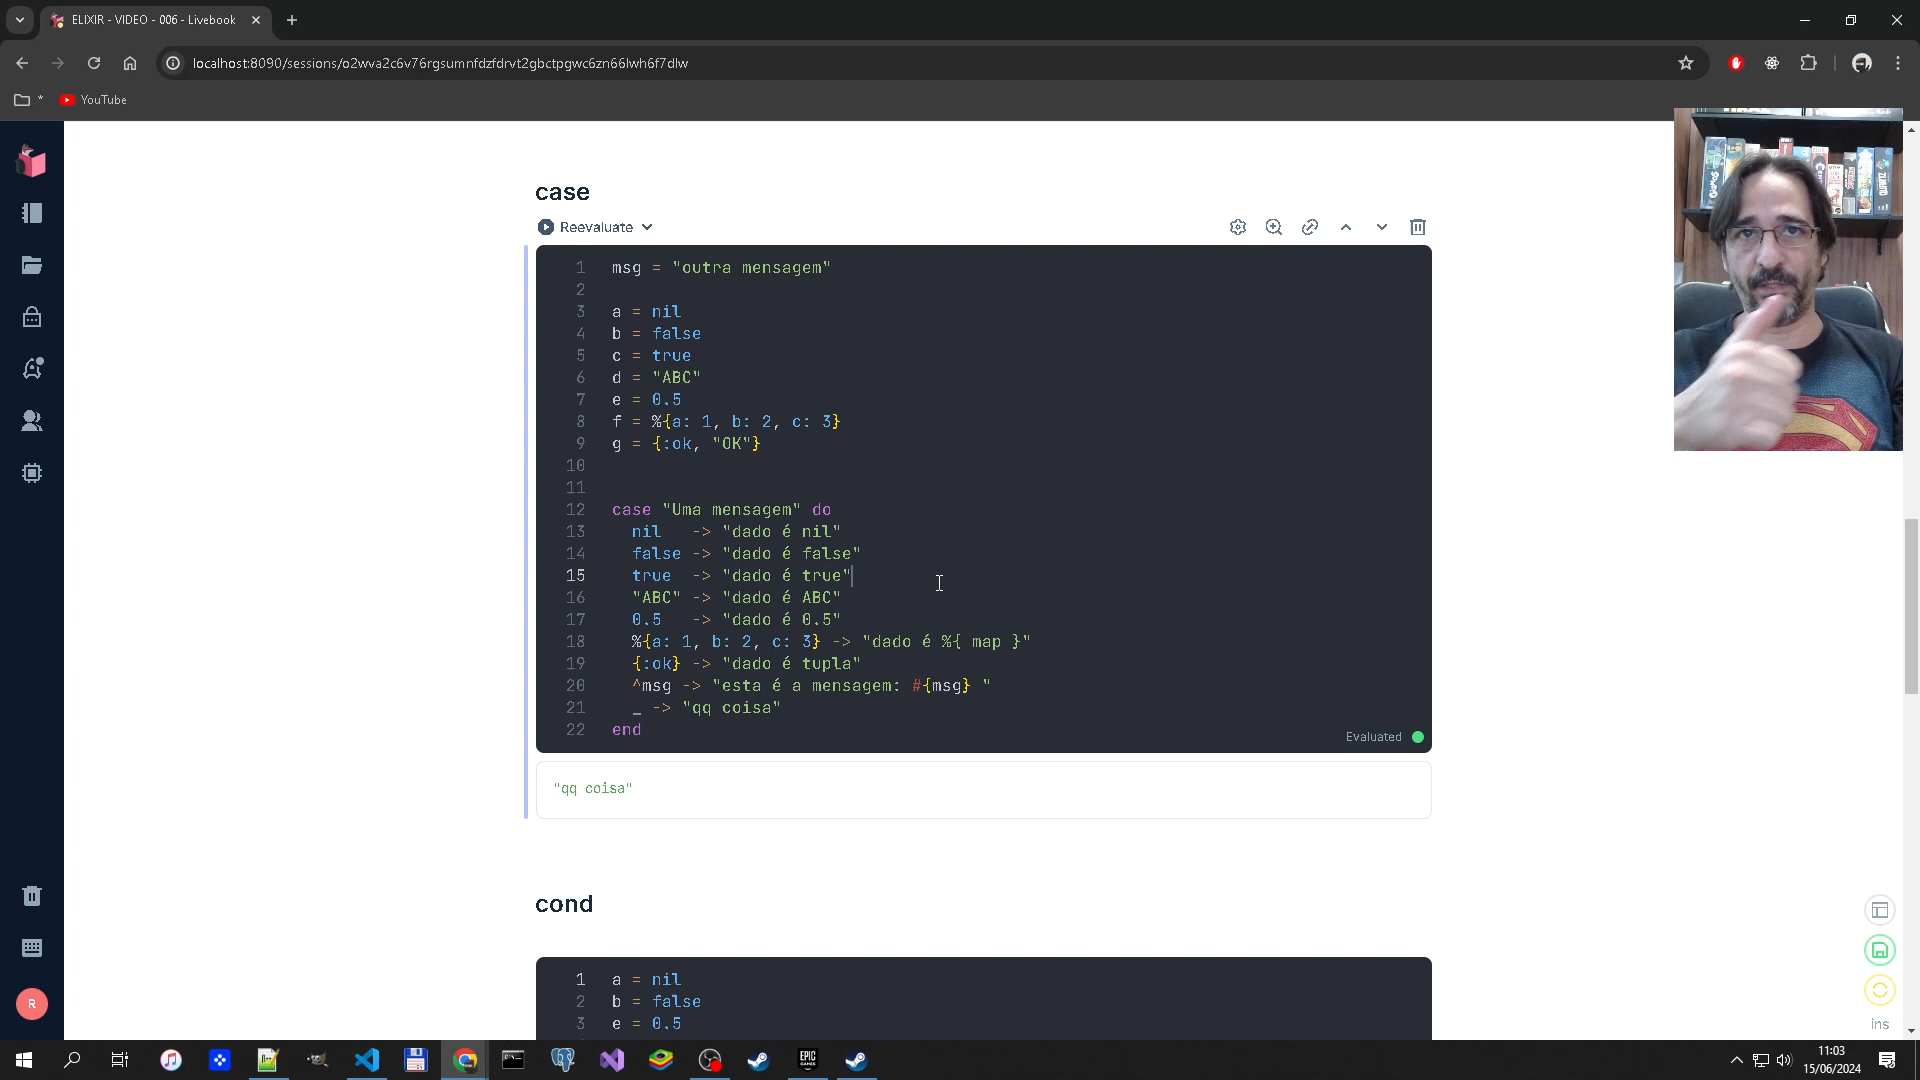 ELIXIR - VIDEO - 006 - Livebook
localhost:8090/sessions/o2wva2c6v76rgsumnfdzfdrvt2gbctpgwc6zn66lwh6f7dlw
*
YouTube
case
Reevaluate
1 msg = "outra mensagem"
2
3 a = nil
4 b = false
5 c = true
6 d = "ABC"
7 e = 0.5
8 f = %{a: 1, b: 2, c: 3}
9 g = {:ok, "OK"}
10
11
12 case "Uma mensagem" do
13 nil -> "dado é nil"
14 false -> "dado é false"
15 true -> "dado é true"
16 "ABC" -> "dado é ABC"
17 0.5 -> "dado é 0.5"
18 %{a: 1, b: 2, c: 3} -> "dado é %{ map }"
19 {:ok} -> "dado é tupla"
20 ^msg -> "esta é a mensagem: #{msg} "
21 _ -> "qq coisa"
22 end
Evaluated
"qq coisa"
cond
1 a = nil
2 b = false
3 e = 0.5
R
ins
EPIC
GAMES
11:03
15/06/2024